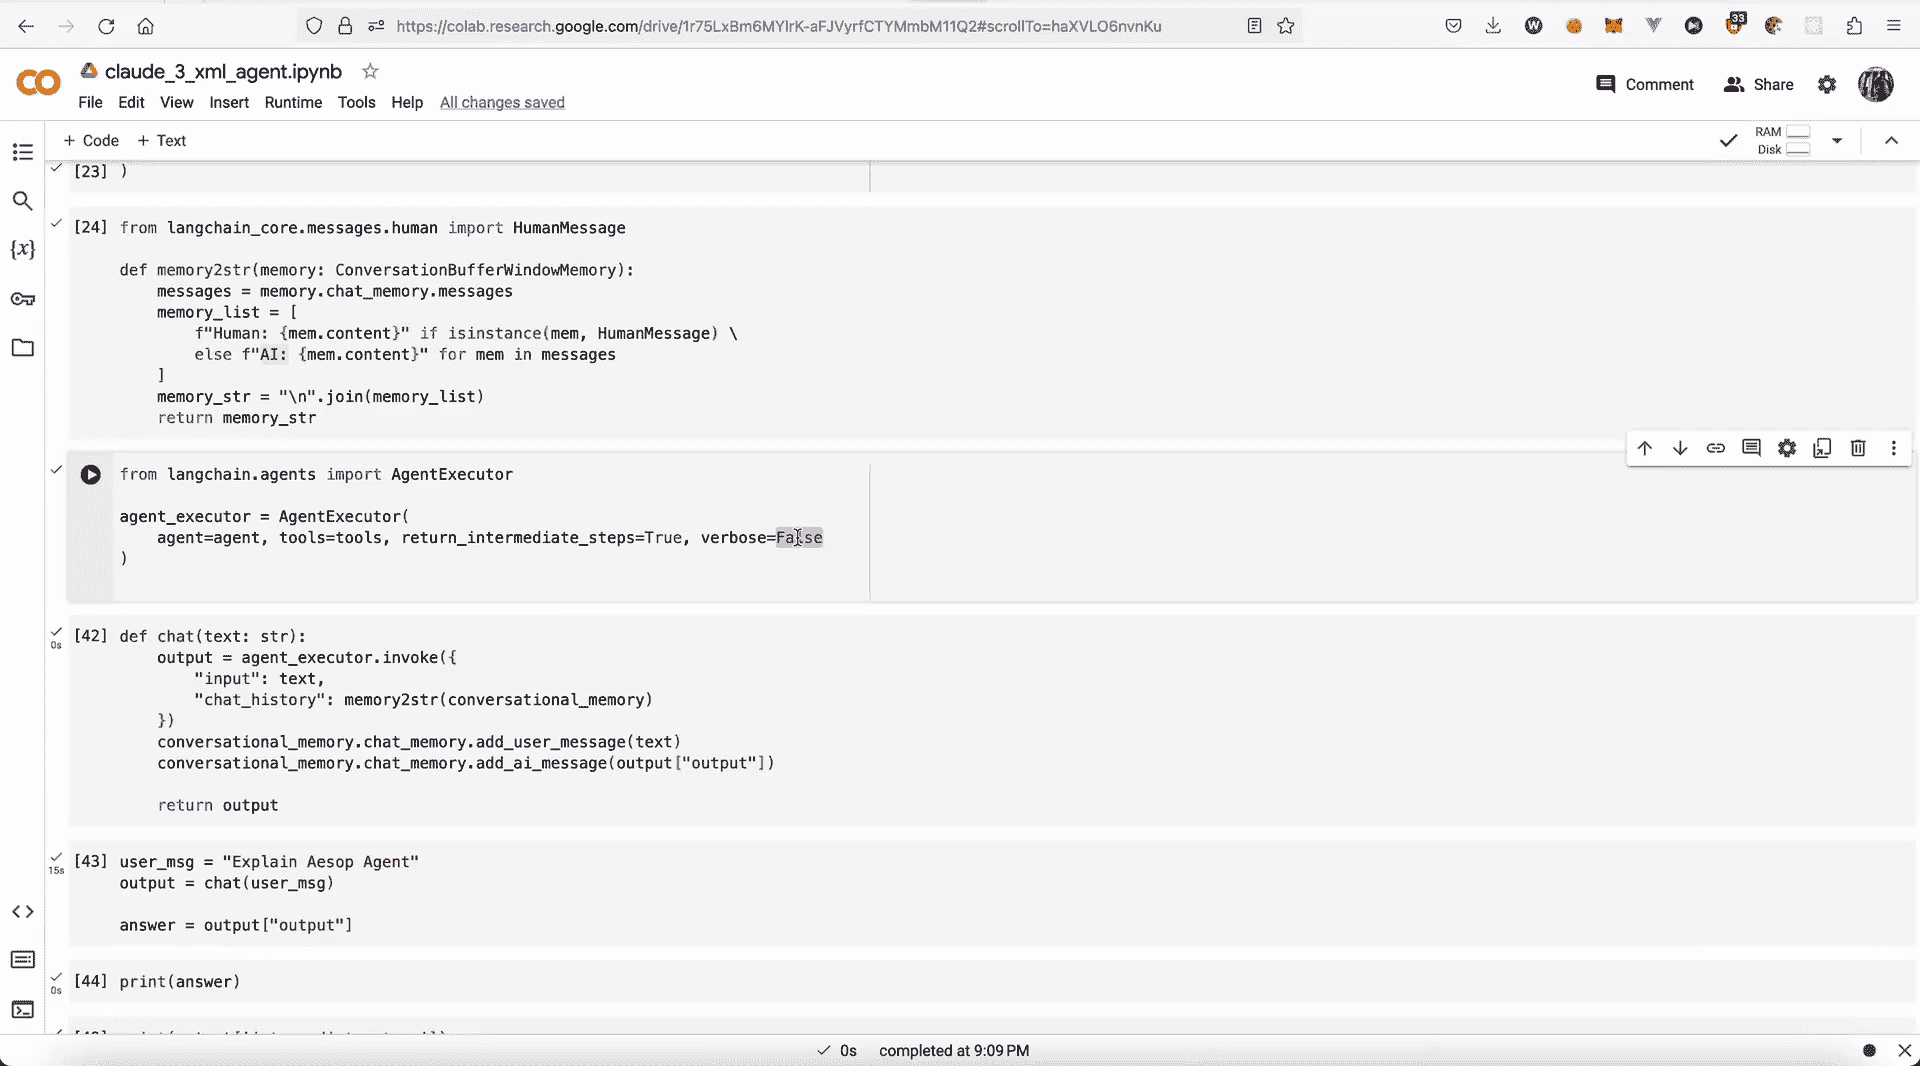 https://colab.research.google.com/drive/1r75LxBm6MYIrK-aFJVyrfCTYMmbM11Q2#scrollTo=haXVLO6nvnKu
33
claude_3_xml_agent.ipynb
Comment
Share
File Edit View Insert Runtime Tools Help All changes saved
+ Code + Text
RAM
Disk
[23] )
[24] from langchain_core.messages.human import HumanMessage
def memory2str(memory: ConversationBufferWindowMemory):
messages = memory.chat_memory.messages
memory_list = [
f"Human: {mem.content}" if isinstance(mem, HumanMessage) \
else f"AI: {mem.content}" for mem in messages
]
memory_str = "\n".join(memory_list)
return memory_str
from langchain.agents import AgentExecutor
agent_executor = AgentExecutor(
agent=agent, tools=tools, return_intermediate_steps=True, verbose=False
)
[42] def chat(text: str):
0s
output = agent_executor.invoke({
"input": text,
"chat_history": memory2str(conversational_memory)
})
conversational_memory.chat_memory.add_user_message(text)
conversational_memory.chat_memory.add_ai_message(output["output"])
return output
[43] user_msg = "Explain Aesop Agent"
15s
output = chat(user_msg)
answer = output["output"]
[44] print(answer)
0s
0s completed at 9:09 PM